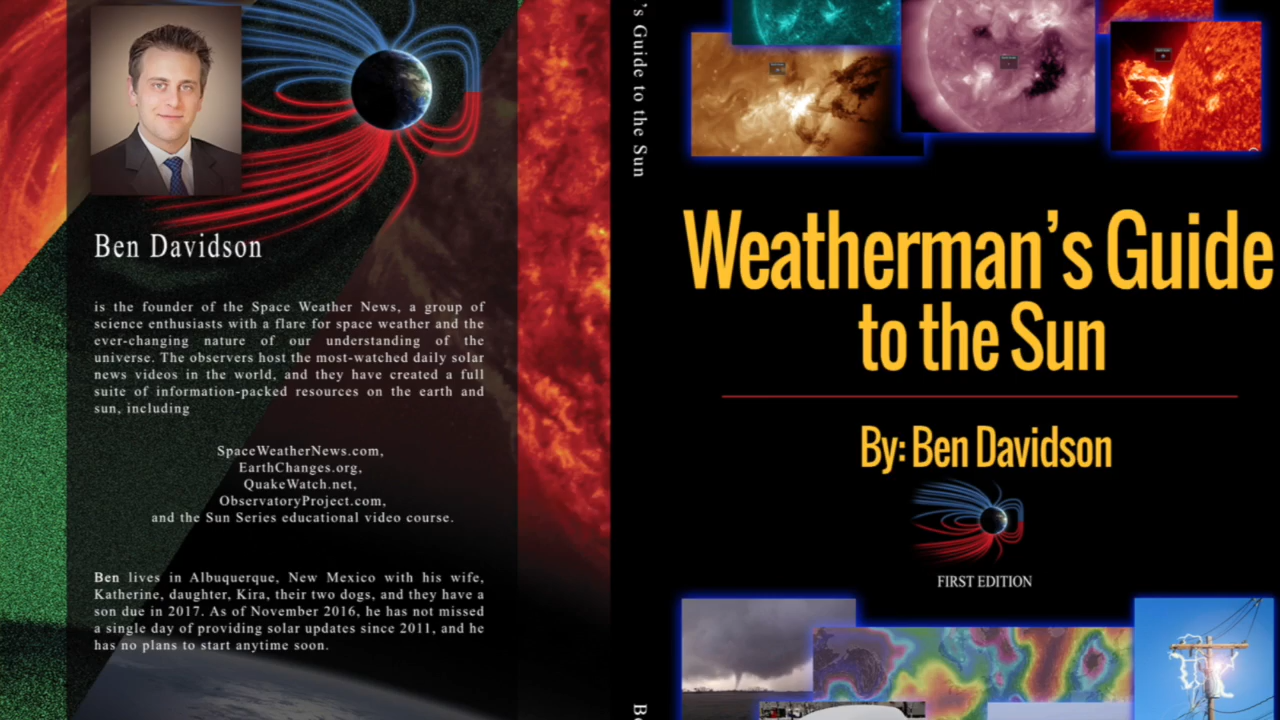 Ben Davidson
is the founder of the Space Weather News, a group of
science enthusiasts with a flare for space weather and the
ever-changing nature of our understanding of the
universe. The observers host the most-watched daily solar
news videos in the world, and they have created a full
suite of information-packed resources on the earth and
sun, including
SpaceWeatherNews.com,
EarthChanges.org,
QuakeWatch.net,
ObservatoryProject.com,
and the Sun Series educational video course.
Ben lives in Albuquerque, New Mexico with his wife,
Katherine, daughter, Kira, their two dogs, and they have a
son due in 2017. As of November 2016, he has not missed
a single day of providing solar updates since 2011, and he
has no plans to start anytime soon.
's Guide to the Sun
Weatherman's Guide
to the Sun
By: Ben Davidson
FIRST EDITION